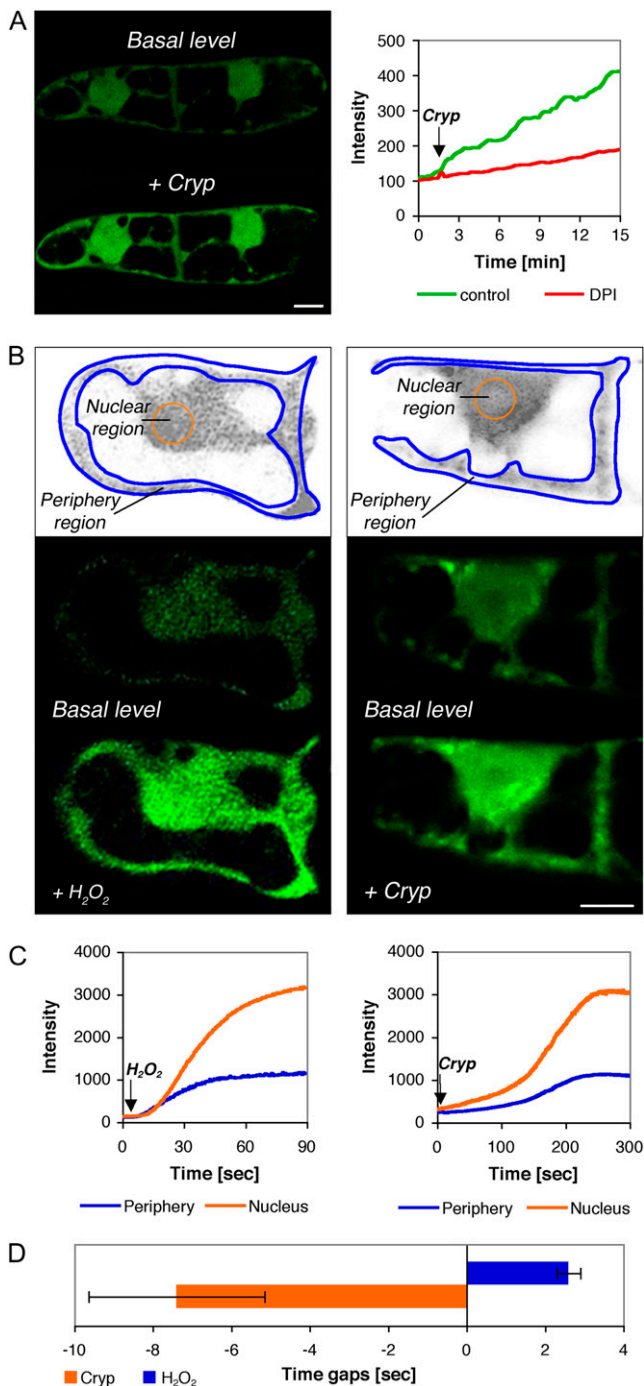 A
Basal level
+ Cryp
Intensity
500
400
300
200
100
0
Cryp
0 3 6 9 12 15
Time [min]
control DPI
B
Nuclear
region
Periphery
region
Basal level
+ H₂O₂
Nuclear
region
Periphery
region
Basal level
+ Cryp
C
Intensity
4000
3000
2000
1000
0
H₂O₂
0 30 60 90
Time [sec]
Periphery Nucleus
Intensity
4000
3000
2000
1000
0
Cryp
0 100 200 300
Time [sec]
Periphery Nucleus
D
-10 -8 -6 -4 -2 0 2 4
Cryp H₂O₂ Time gaps [sec]